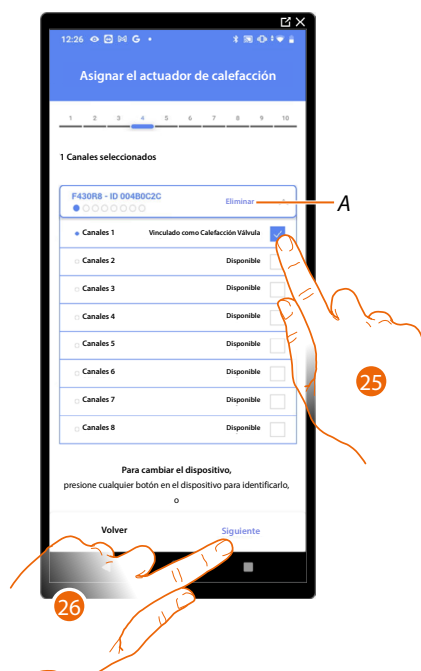 12:26
Asignar el actuador de calefacción
1 2 3 4 5 6 7 8 9 10
1 Canales seleccionados
F430R8 - ID 004B0C2C
Eliminar
A
Canales 1 Vinculado como Calefacción Válvula
Canales 2 Disponible
Canales 3 Disponible
Canales 4 Disponible
Canales 5 Disponible
Canales 6 Disponible
Canales 7 Disponible
Canales 8 Disponible
25
Para cambiar el dispositivo,
presione cualquier botón en el dispositivo para identificarlo,
o
Volver Siguiente
26